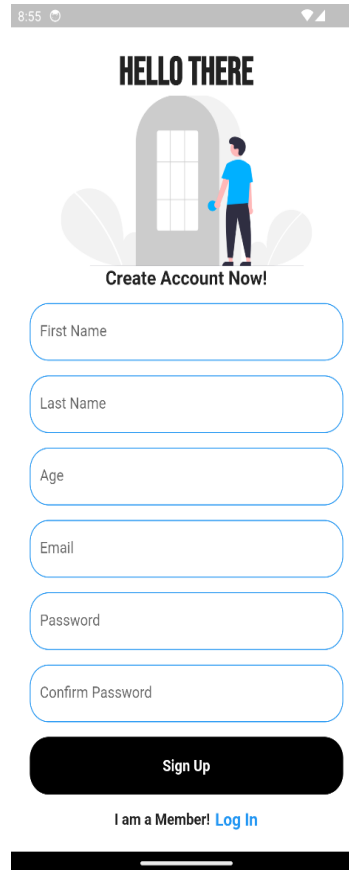 8:55
HELLO THERE
Create Account Now!
First Name
Last Name
Age
Email
Password
Confirm Password
Sign Up
I am a Member! Log In